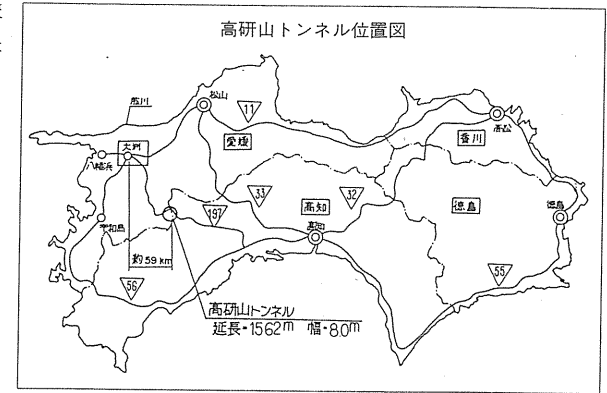 高研山トンネル位置図
松山
11
高松
肱川
愛媛
香川
大洲
八幡浜
33
高知
32
徳島
徳島
197
宇和島
高知
約59km
56
55
高研山トンネル
延長=1562m 幅=8.0m